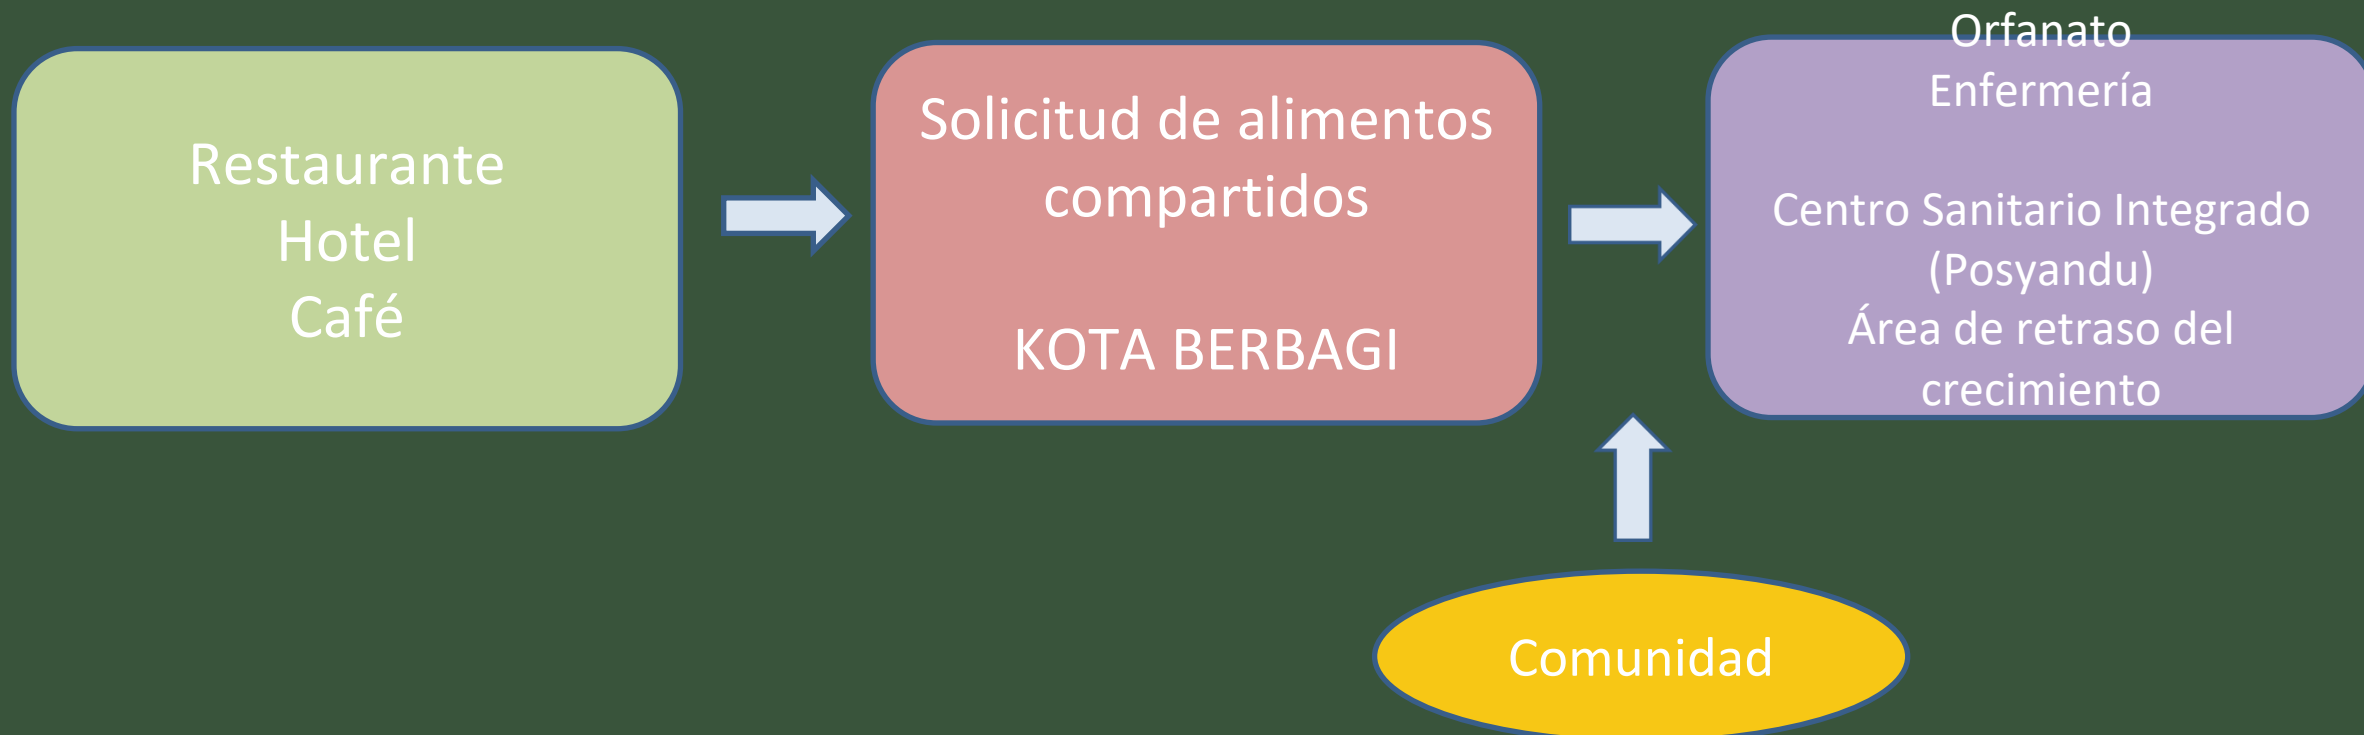 Restaurante
Hotel
Café
Solicitud de alimentos
compartidos
KOTA BERBAGI
Orfanato
Enfermería
Centro Sanitario Integrado
(Posyandu)
Área de retraso del
crecimiento
Comunidad